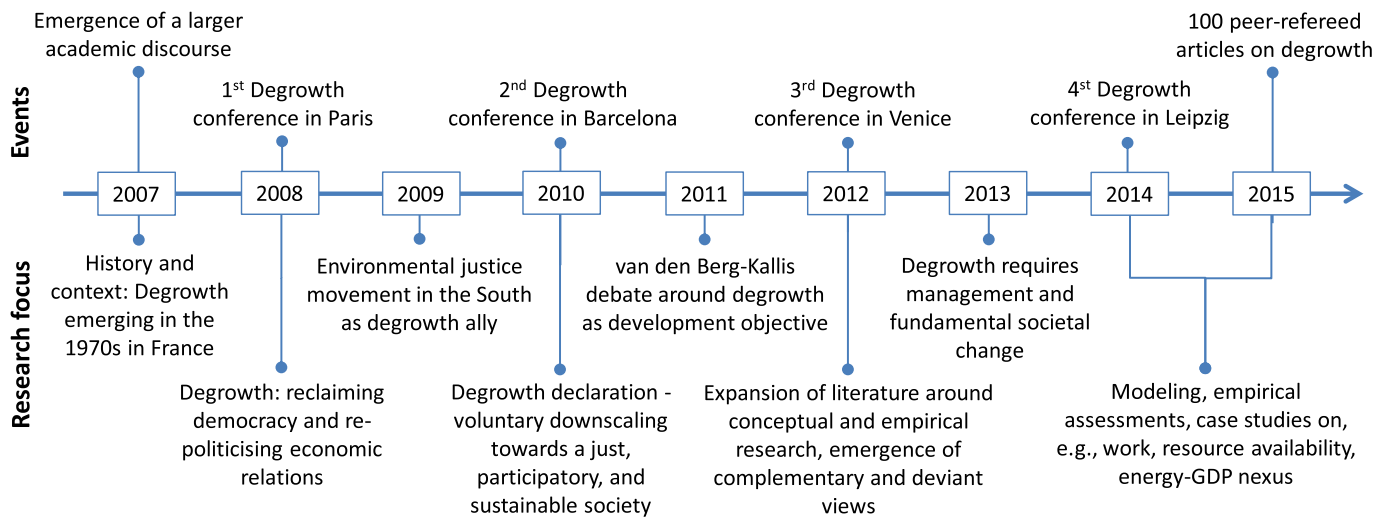 Events
Emergence of a larger
academic discourse
1st Degrowth
conference in Paris
2nd Degrowth
conference in Barcelona
3rd Degrowth
conference in Venice
4st Degrowth
conference in Leipzig
100 peer-refereed
articles on degrowth
2007
2008
2009
2010
2011
2012
2013
2014
2015
Research focus
History and
context: Degrowth
emerging in the
1970s in France
Degrowth: reclaiming
democracy and re-
politicising economic
relations
Environmental justice
movement in the South
as degrowth ally
Degrowth declaration -
voluntary downscaling
towards a just,
participatory, and
sustainable society
van den Berg-Kallis
debate around degrowth
as development objective
Expansion of literature around
conceptual and empirical
research, emergence of
complementary and deviant
views
Degrowth requires
management and
fundamental societal
change
Modeling, empirical
assessments, case studies on,
e.g., work, resource availability,
energy-GDP nexus